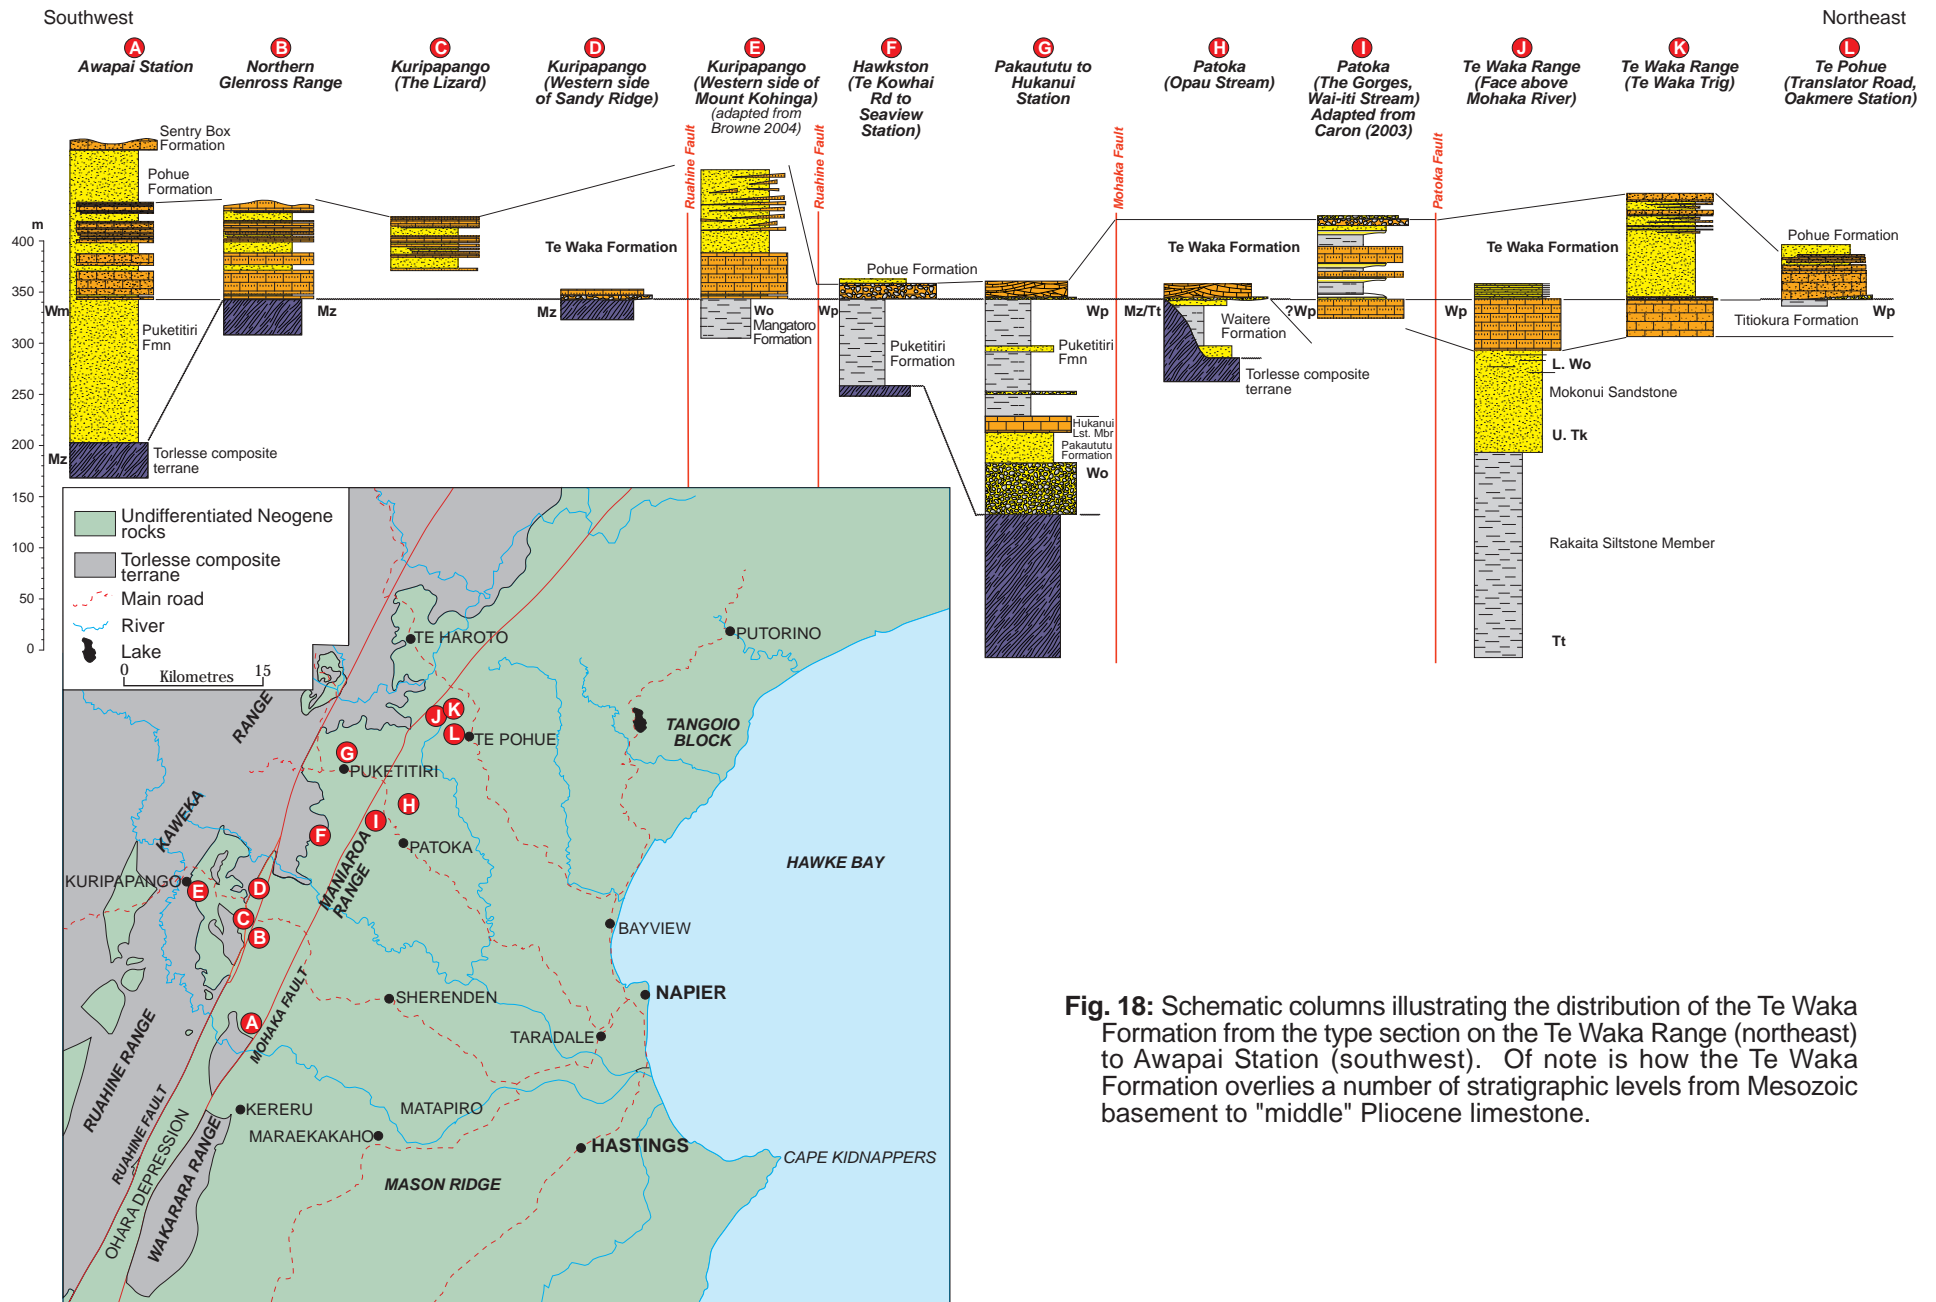 Southwest
Northeast
A
Awapai Station
B
Northern
Glenross Range
C
Kuripapango
(The Lizard)
D
Kuripapango
(Western side
of Sandy Ridge)
E
Kuripapango
(Western side of
Mount Kohinga)
(adapted from
Browne 2004)
F
Hawkston
(Te Kowhai
Rd to
Seaview
Station)
G
Pakaututu to
Hukanui
Station
H
Patoka
(Opau Stream)
I
Patoka
(The Gorges,
Wai-iti Stream)
Adapted from
Caron (2003)
J
Te Waka Range
(Face above
Mohaka River)
K
Te Waka Range
(Te Waka Trig)
L
Te Pohue
(Translator Road,
Oakmere Station)
Ruahine Fault
Ruahine Fault
Mohaka Fault
Patoka Fault
Sentry Box
Formation
Pohue
Formation
Te Waka Formation
Pohue Formation
Te Waka Formation
Te Waka Formation
Pohue Formation
m
400
350
300
250
200
150
100
50
0
Wm
Mz
Puketitiri
Fmn
Torlesse composite
terrane
Mz
Mz
Wo
Mangatoro
Formation
Wp
Puketitiri
Formation
Wp
Puketitiri
Fmn
Hukanui
Lst. Mbr
Pakaututu
Formation
Wo
Mz/Tt
Waitere
Formation
Torlesse composite
terrane
?Wp
Wp
L. Wo
Mokonui Sandstone
U. Tk
Rakaita Siltstone Member
Tt
Titiokura Formation
Wp
Undifferentiated Neogene
rocks
Torlesse composite
terrane
Main road
River
Lake
0 Kilometres 15
TE HAROTO
PUTORINO
RANGE
J
K
L
TE POHUE
TANGOIO
BLOCK
G
PUKETITIRI
H
I
F
PATOKA
KAWEKA
MANIAROA
RANGE
HAWKE BAY
KURIPAPANGO
E
D
C
B
BAYVIEW
SHERENDEN
NAPIER
A
MOHAKA FAULT
TARADALE
RUAHINE RANGE
RUAHINE FAULT
OHARA DEPRESSION
WAKARARA RANGE
KERERU
MATAPIRO
MARAEKAKAHO
HASTINGS
CAPE KIDNAPPERS
MASON RIDGE
Fig. 18: Schematic columns illustrating the distribution of the Te Waka
Formation from the type section on the Te Waka Range (northeast)
to Awapai Station (southwest). Of note is how the Te Waka
Formation overlies a number of stratigraphic levels from Mesozoic
basement to "middle" Pliocene limestone.